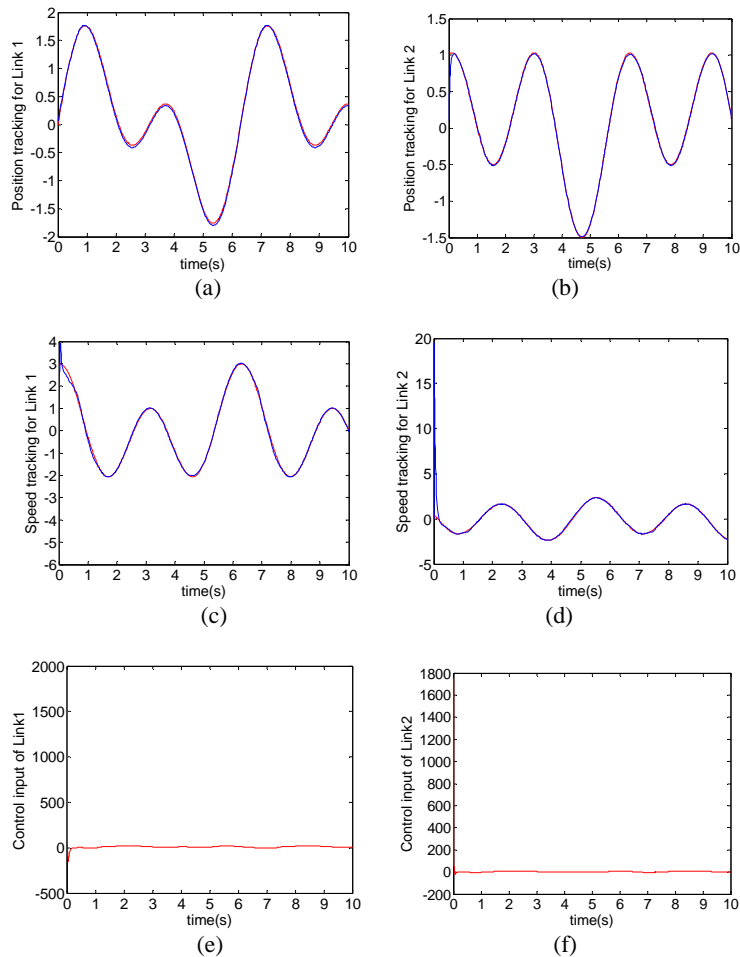 2
1.5
1
0.5
0
-0.5
-1
-1.5
-2
Position tracking for Link 1
0 1 2 3 4 5 6 7 8 9 10
time(s)
(a)
1.5
1
0.5
0
-0.5
-1
-1.5
Position tracking for Link 2
0 1 2 3 4 5 6 7 8 9 10
time(s)
(b)
4
3
2
1
0
-1
-2
-3
-4
-5
-6
Speed tracking for Link 1
0 1 2 3 4 5 6 7 8 9 10
time(s)
(c)
20
15
10
5
0
-5
Speed tracking for Link 2
0 1 2 3 4 5 6 7 8 9 10
time(s)
(d)
2000
1500
1000
500
0
-500
Control input of Link1
0 1 2 3 4 5 6 7 8 9 10
time(s)
(e)
1800
1600
1400
1200
1000
800
600
400
200
0
-200
Control input of Link2
0 1 2 3 4 5 6 7 8 9 10
time(s)
(f)